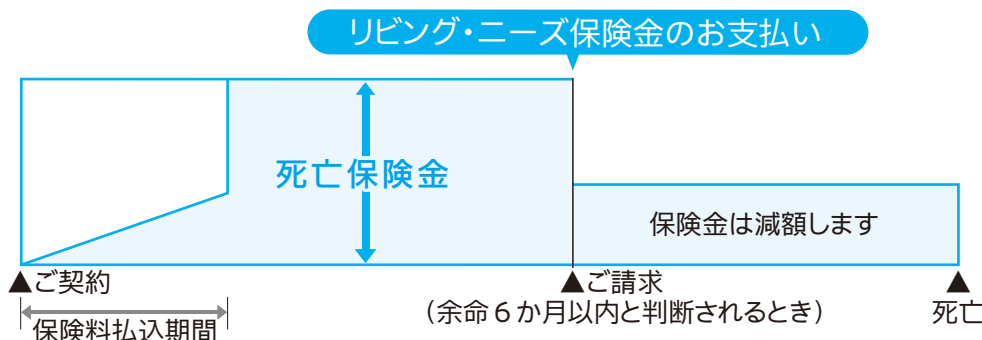 リビング・ニーズ保険金のお支払い
死亡保険金
保険金は減額します
▲ご契約
▲ご請求
▲
(余命6か月以内と判断されるとき)
死亡
保険料払込期間